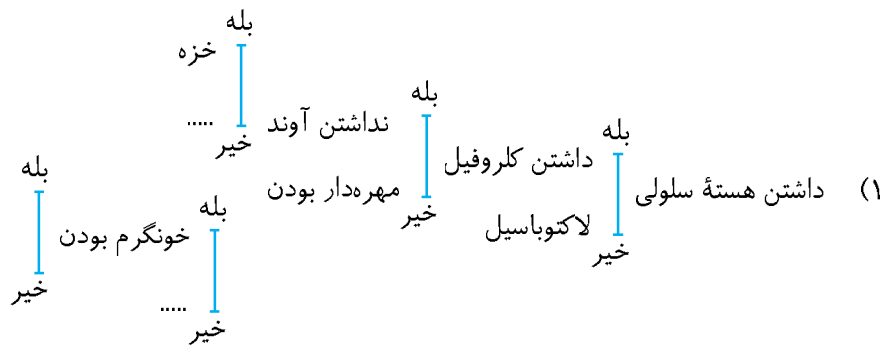 ۱) داشتن هستهٔ سلولی
بله
داشتن کلروفیل
لاکتوباسیل
خیر
بله
نداشتن آوند
مهره‌دار بودن
خیر
بله
خزه
.....
خیر
بله
خونگرم بودن
.....
خیر
بله
خیر